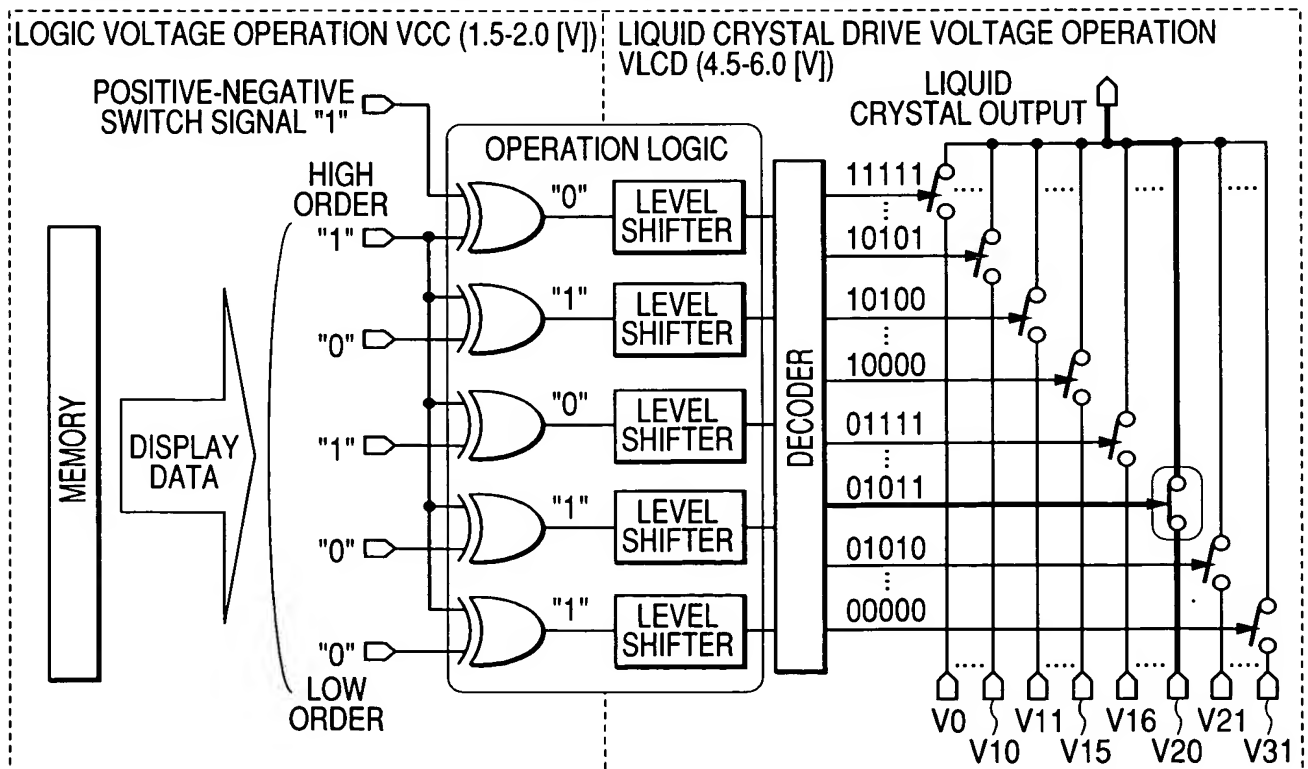 LOGIC VOLTAGE OPERATION VCC (1.5-2.0 [V])
LIQUID CRYSTAL DRIVE VOLTAGE OPERATION
VLCD (4.5-6.0 [V])
POSITIVE-NEGATIVE
SWITCH SIGNAL "1"
LIQUID
CRYSTAL OUTPUT
OPERATION LOGIC
HIGH
ORDER
"1"
"0"
"1"
"0"
"0"
LOW
ORDER
MEMORY
DISPLAY
DATA
"0"
LEVEL
SHIFTER
"1"
LEVEL
SHIFTER
"0"
LEVEL
SHIFTER
"1"
LEVEL
SHIFTER
"1"
LEVEL
SHIFTER
DECODER
11111
10101
10100
10000
01111
01011
01010
00000
V0
V10
V11
V15
V16
V20
V21
V31